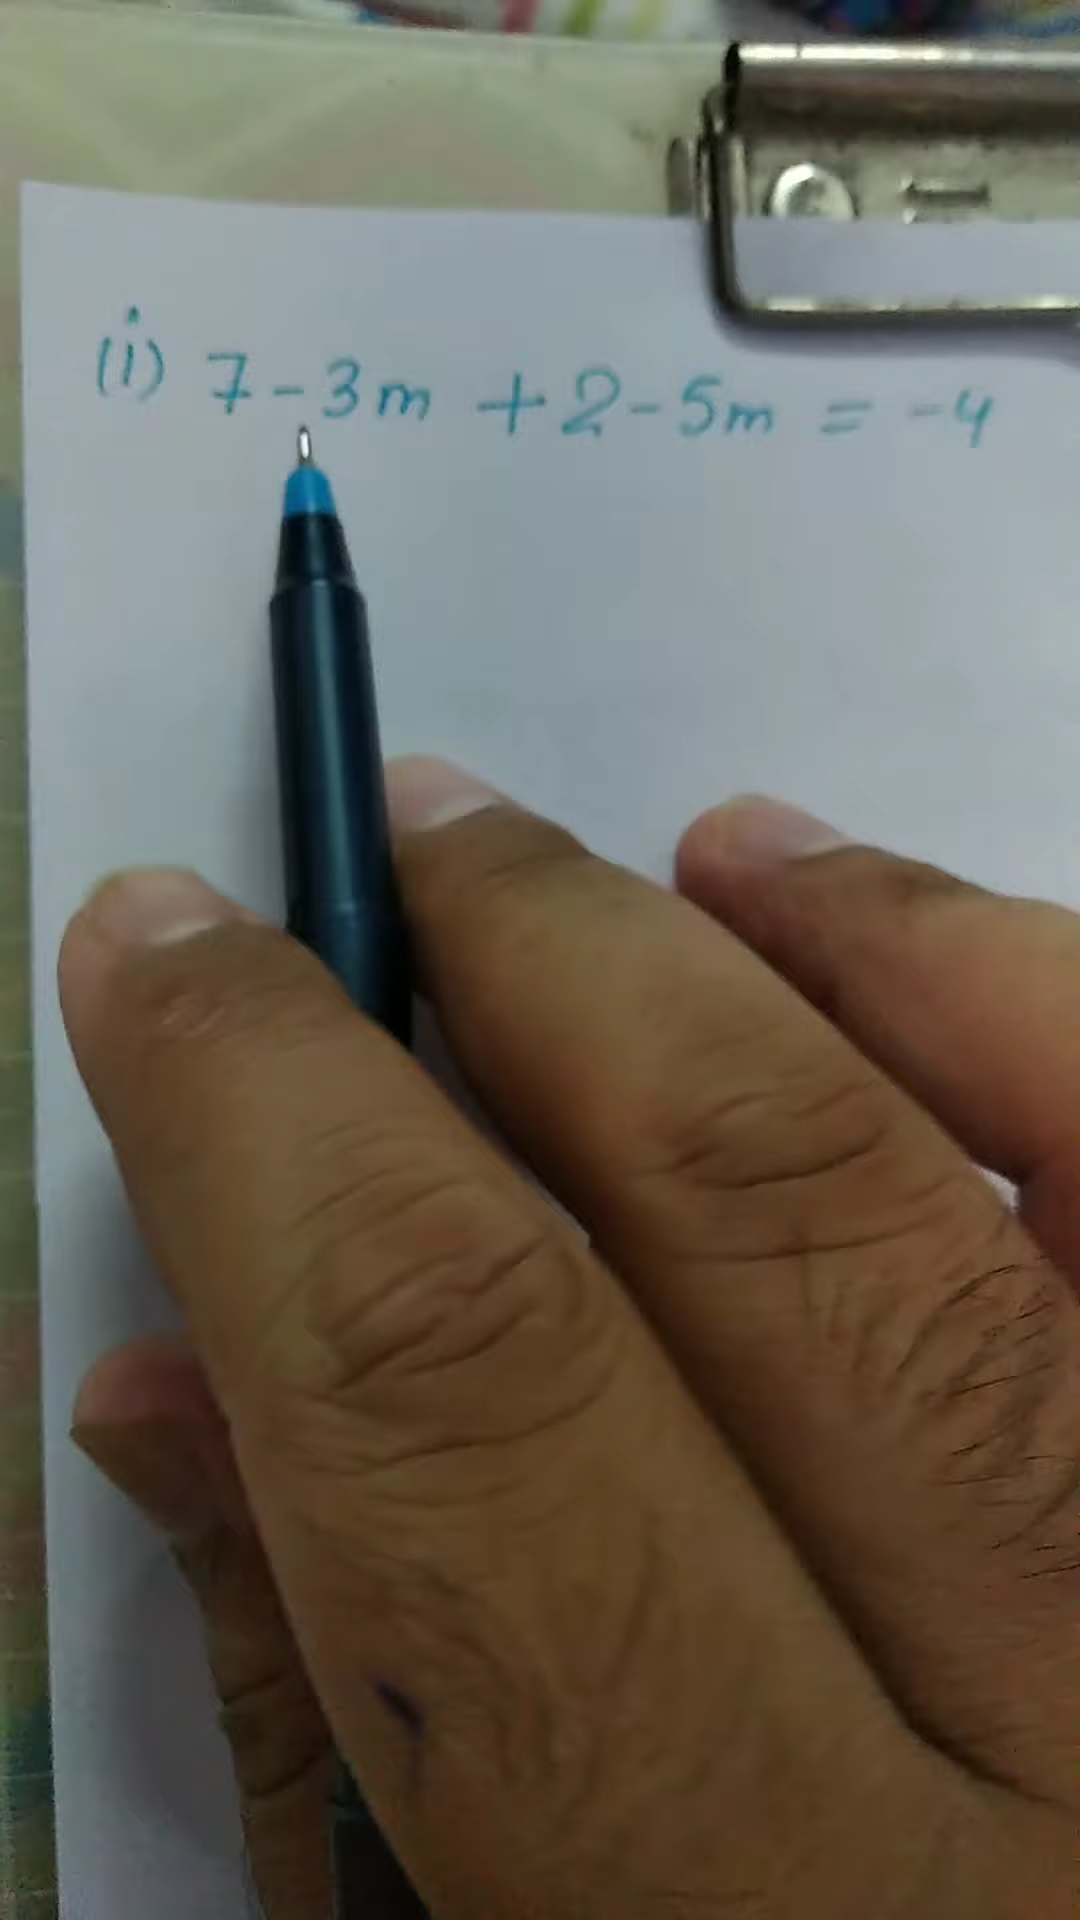 (i) 7 - 3m + 2 - 5m = -4